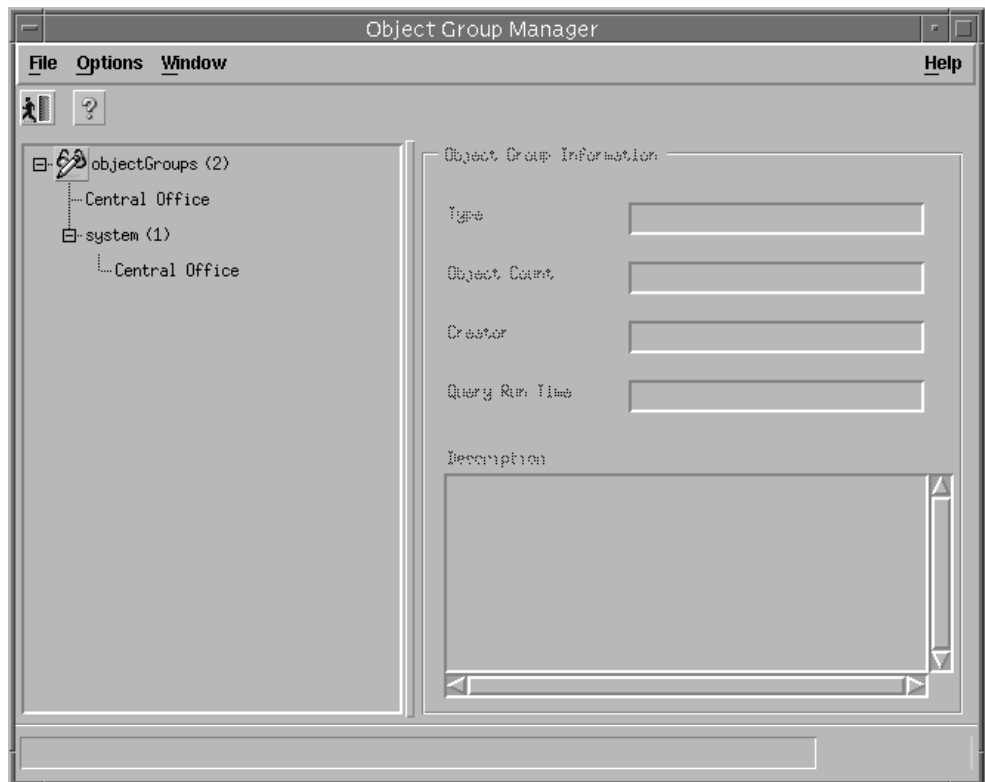 Object Group Manager
File Options Window Help
?
objectGroups (2)
Central Office
system (1)
Central Office
Object Group Information
Type
Object Count
Creator
Query Run Time
Description